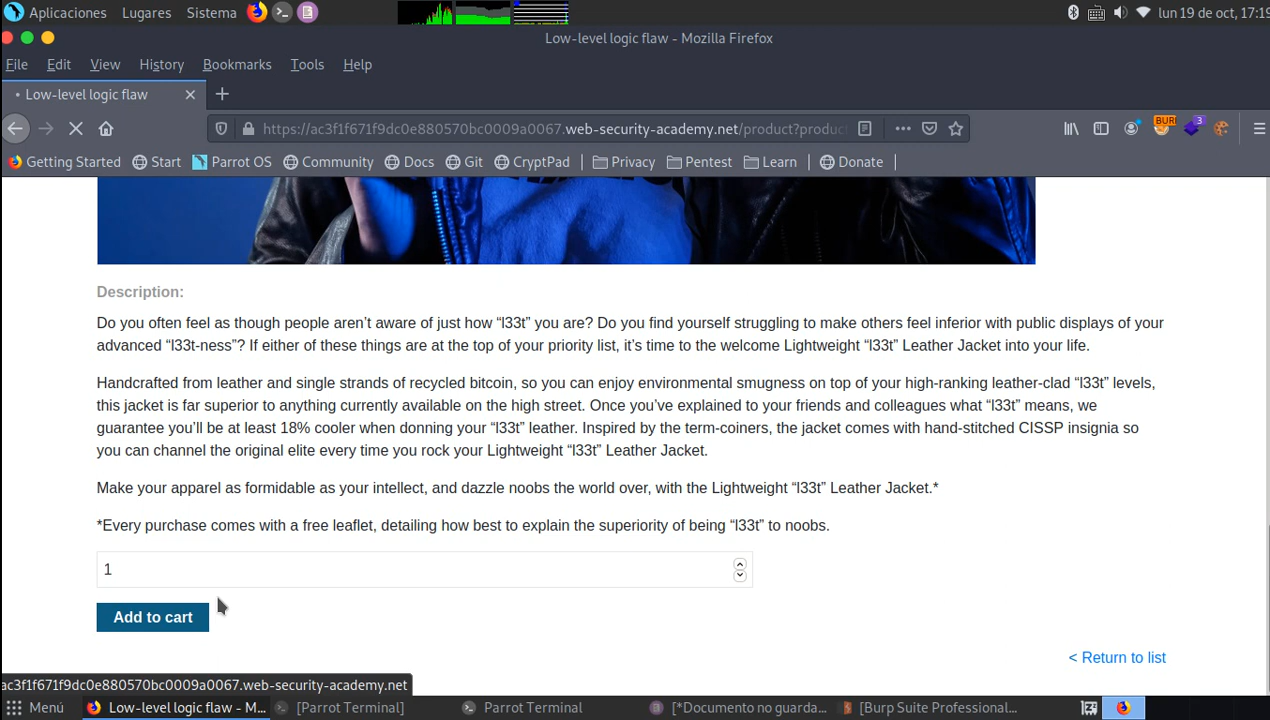 Aplicaciones Lugares Sistema lun 19 de oct, 17:19
Low-level logic flaw - Mozilla Firefox
File Edit View History Bookmarks Tools Help
Low-level logic flaw
https://ac3f1f671f9dc0e880570bc0009a0067.web-security-academy.net/product?produc
BURI 3
Getting Started Start Parrot OS Community Docs Git CryptPad Privacy Pentest Learn Donate
Description:
Do you often feel as though people aren’t aware of just how “l33t” you are? Do you find yourself struggling to make others feel inferior with public displays of your
advanced “l33t-ness”? If either of these things are at the top of your priority list, it’s time to the welcome Lightweight “l33t” Leather Jacket into your life.
Handcrafted from leather and single strands of recycled bitcoin, so you can enjoy environmental smugness on top of your high-ranking leather-clad “l33t” levels,
this jacket is far superior to anything currently available on the high street. Once you’ve explained to your friends and colleagues what “l33t” means, we
guarantee you’ll be at least 18% cooler when donning your “l33t” leather. Inspired by the term-coiners, the jacket comes with hand-stitched CISSP insignia so
you can channel the original elite every time you rock your Lightweight “l33t” Leather Jacket.
Make your apparel as formidable as your intellect, and dazzle noobs the world over, with the Lightweight “l33t” Leather Jacket.*
*Every purchase comes with a free leaflet, detailing how best to explain the superiority of being “l33t” to noobs.
1
Add to cart
< Return to list
ac3f1f671f9dc0e880570bc0009a0067.web-security-academy.net
Menú Low-level logic flaw - M... [Parrot Terminal] Parrot Terminal [*Documento no guarda... [Burp Suite Professional...